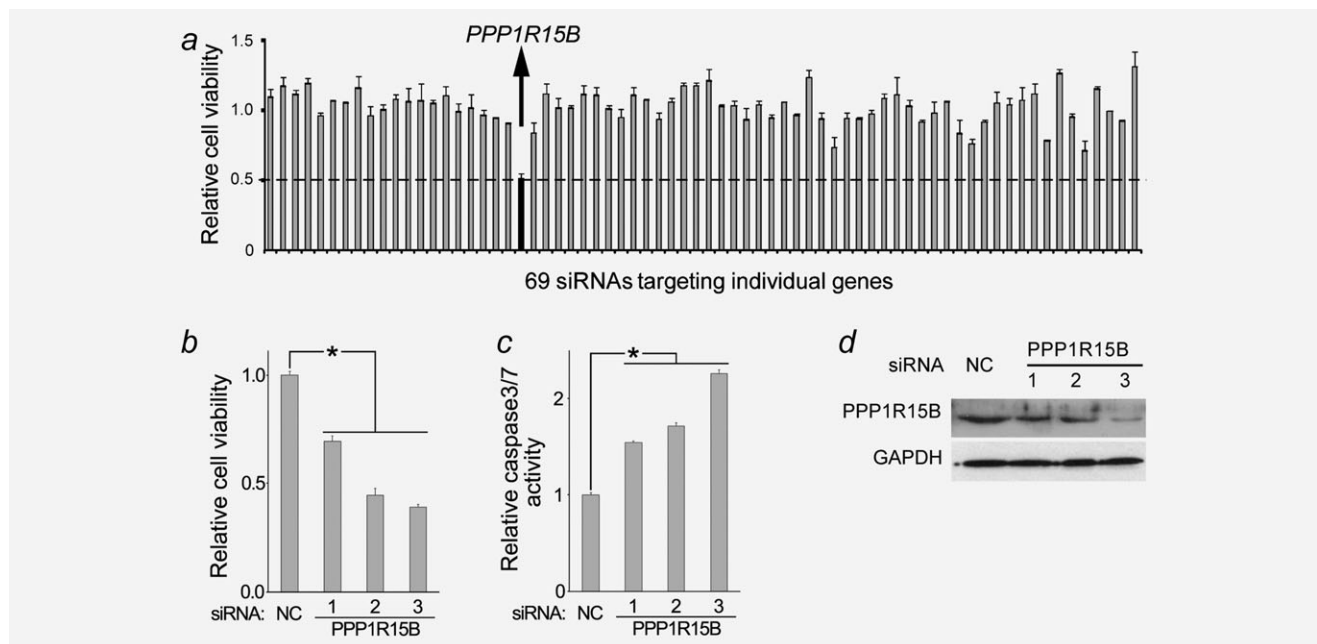 a
PPP1R15B
Relative cell viability
1.5
1.0
0.5
0
69 siRNAs targeting individual genes
b
Relative cell viability
1.0
0.5
0.0
*
siRNA: NC 1 2 3
PPP1R15B
c
Relative caspase3/7
activity
2
1
0
*
siRNA: NC 1 2 3
PPP1R15B
d
siRNA NC PPP1R15B
1 2 3
PPP1R15B
GAPDH